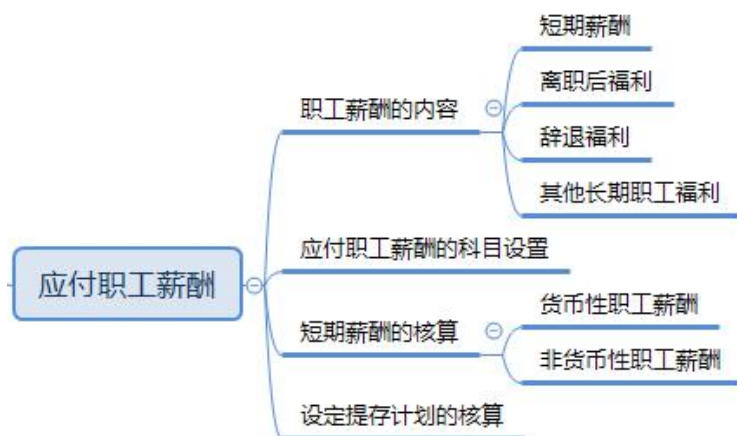 应付职工薪酬
职工薪酬的内容
短期薪酬
离职后福利
辞退福利
其他长期职工福利
应付职工薪酬的科目设置
短期薪酬的核算
货币性职工薪酬
非货币性职工薪酬
设定提存计划的核算